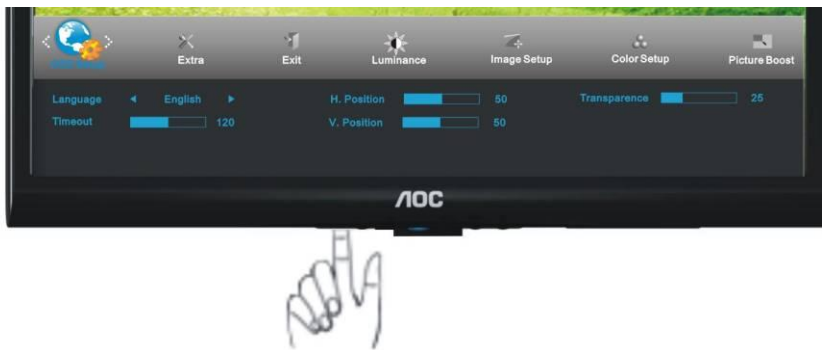 Extra Exit Luminance Image Setup Color Setup Picture Boost
Language English H. Position 50 Transparence 25
Timeout 120 V. Position 50
AOC